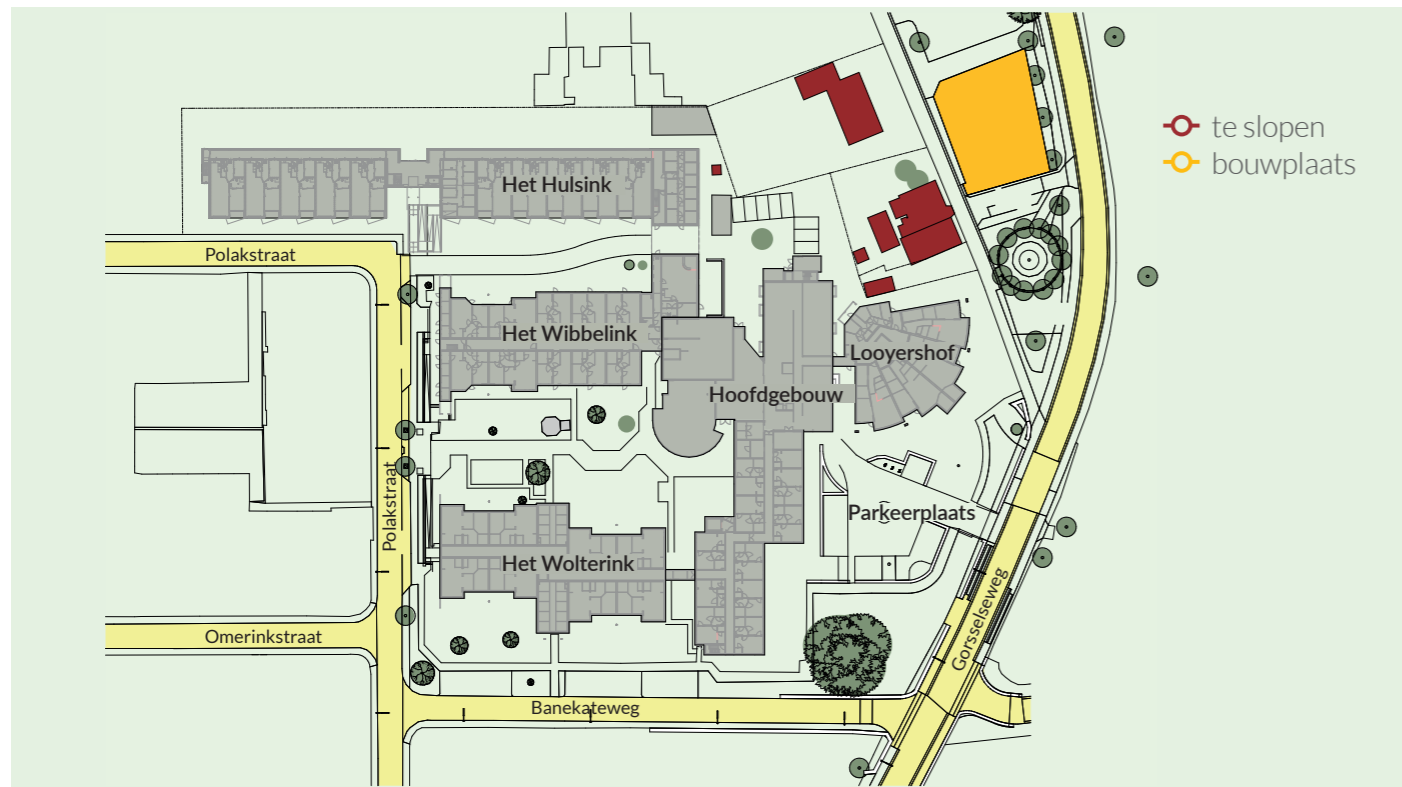 te slopen
bouwplaats
Het Hulsink
Polakstraat
Het Wibbelink
Looyershof
Hoofdgebouw
Polakstraat
Parkeerplaats
Het Wolterink
Gorsselseweg
Omerinkstraat
Banekateweg